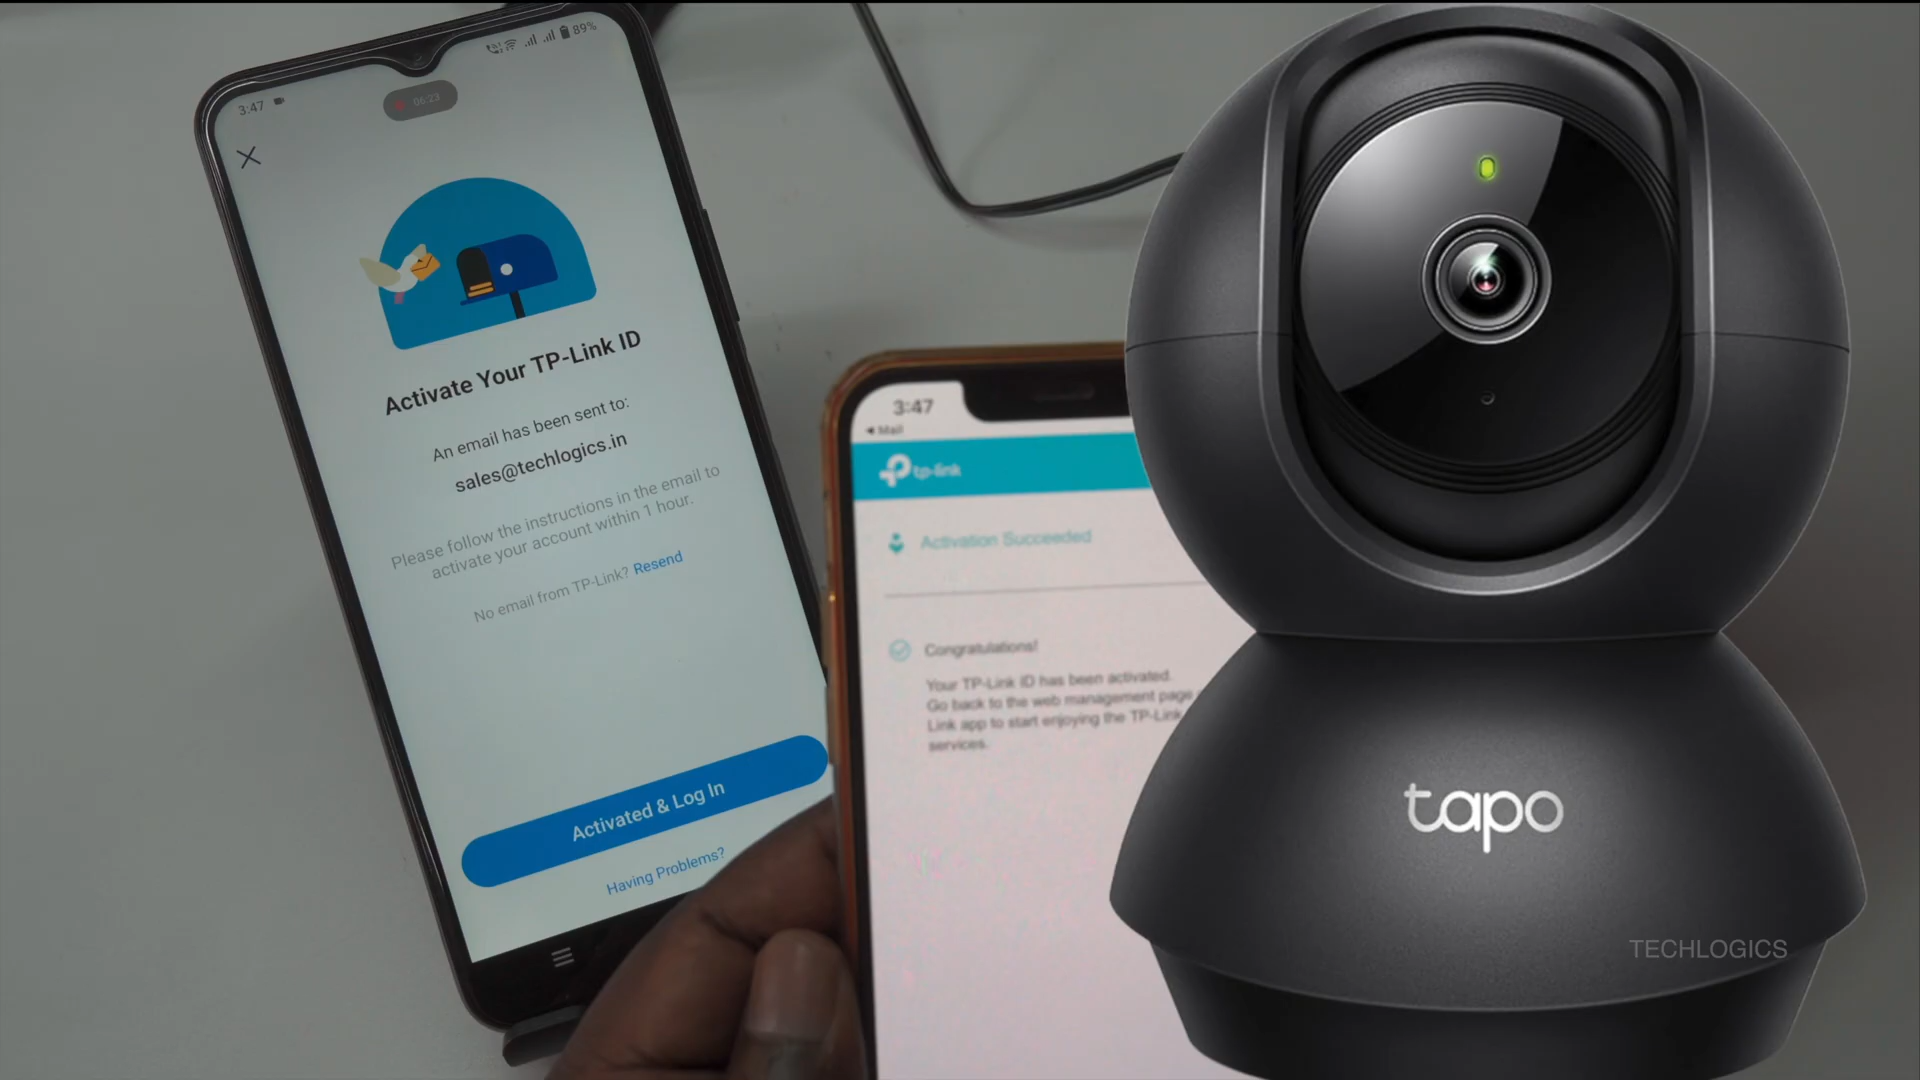 3:47
89%
06:23
Activate Your TP-Link ID
An email has been sent to:
sales@techlogics.in
Please follow the instructions in the email to
activate your account within 1 hour.
No email from TP-Link? Resend
Activated & Log In
Having Problems?
3:47
Mail
tp-link
Activation Succeeded
Congratulations!
Your TP-Link ID has been activated.
Go back to the web management page
Link app to start enjoying the TP-Link
services.
tapo
TECHLOGICS